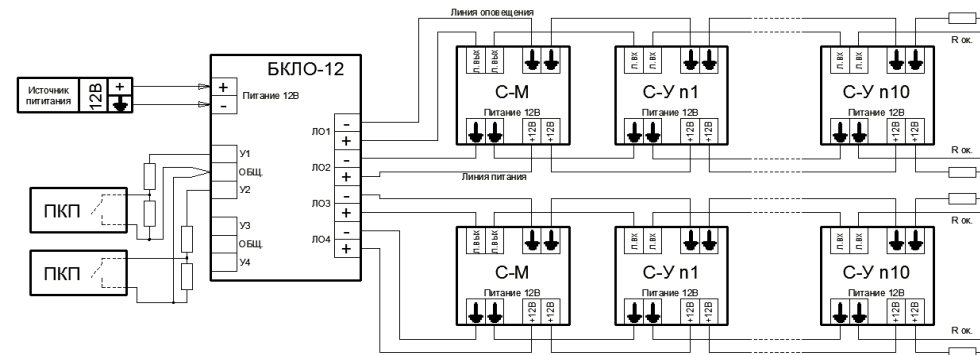 Линия оповещения
R ок.
Л.ВЫХ
Л.ВЫХ
Л.ВХ
Л.ВХ
Л.ВХ
Л.ВХ
БКЛО-12
С-М
С-У n1
С-У n10
Источник
пититания
12В
+
+
-
Питание 12В
Питание 12В
Питание 12В
Питание 12В
ЛО1
-
+
+12В
+12В
+12В
+12В
+12В
+12В
У1
ОБЩ.
У2
ЛО2
-
+
Линия питания
R ок.
ПКП
ЛО3
-
+
R ок.
У3
ОБЩ.
У4
ЛО4
-
+
Л.ВЫХ
Л.ВЫХ
Л.ВХ
Л.ВХ
Л.ВХ
Л.ВХ
ПКП
С-М
С-У n1
С-У n10
Питание 12В
Питание 12В
Питание 12В
+12В
+12В
+12В
+12В
+12В
+12В
R ок.